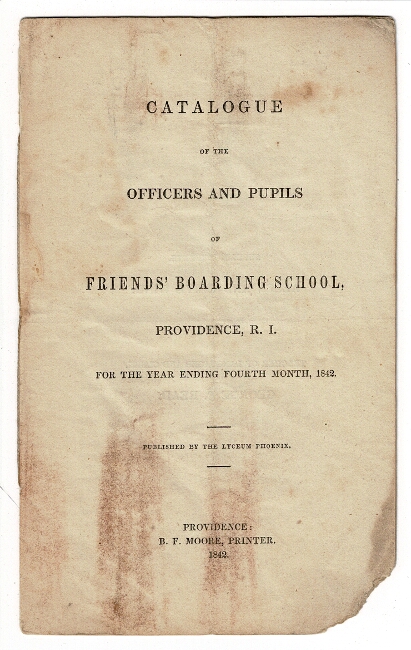 CATALOGUE
OF THE
OFFICERS AND PUPILS
OF
FRIENDS' BOARDING SCHOOL,
PROVIDENCE, R. I.
FOR THE YEAR ENDING FOURTH MONTH, 1842.
PUBLISHED BY THE LYCEUM PHOENIX.
PROVIDENCE:
B. F. MOORE, PRINTER.
1842.